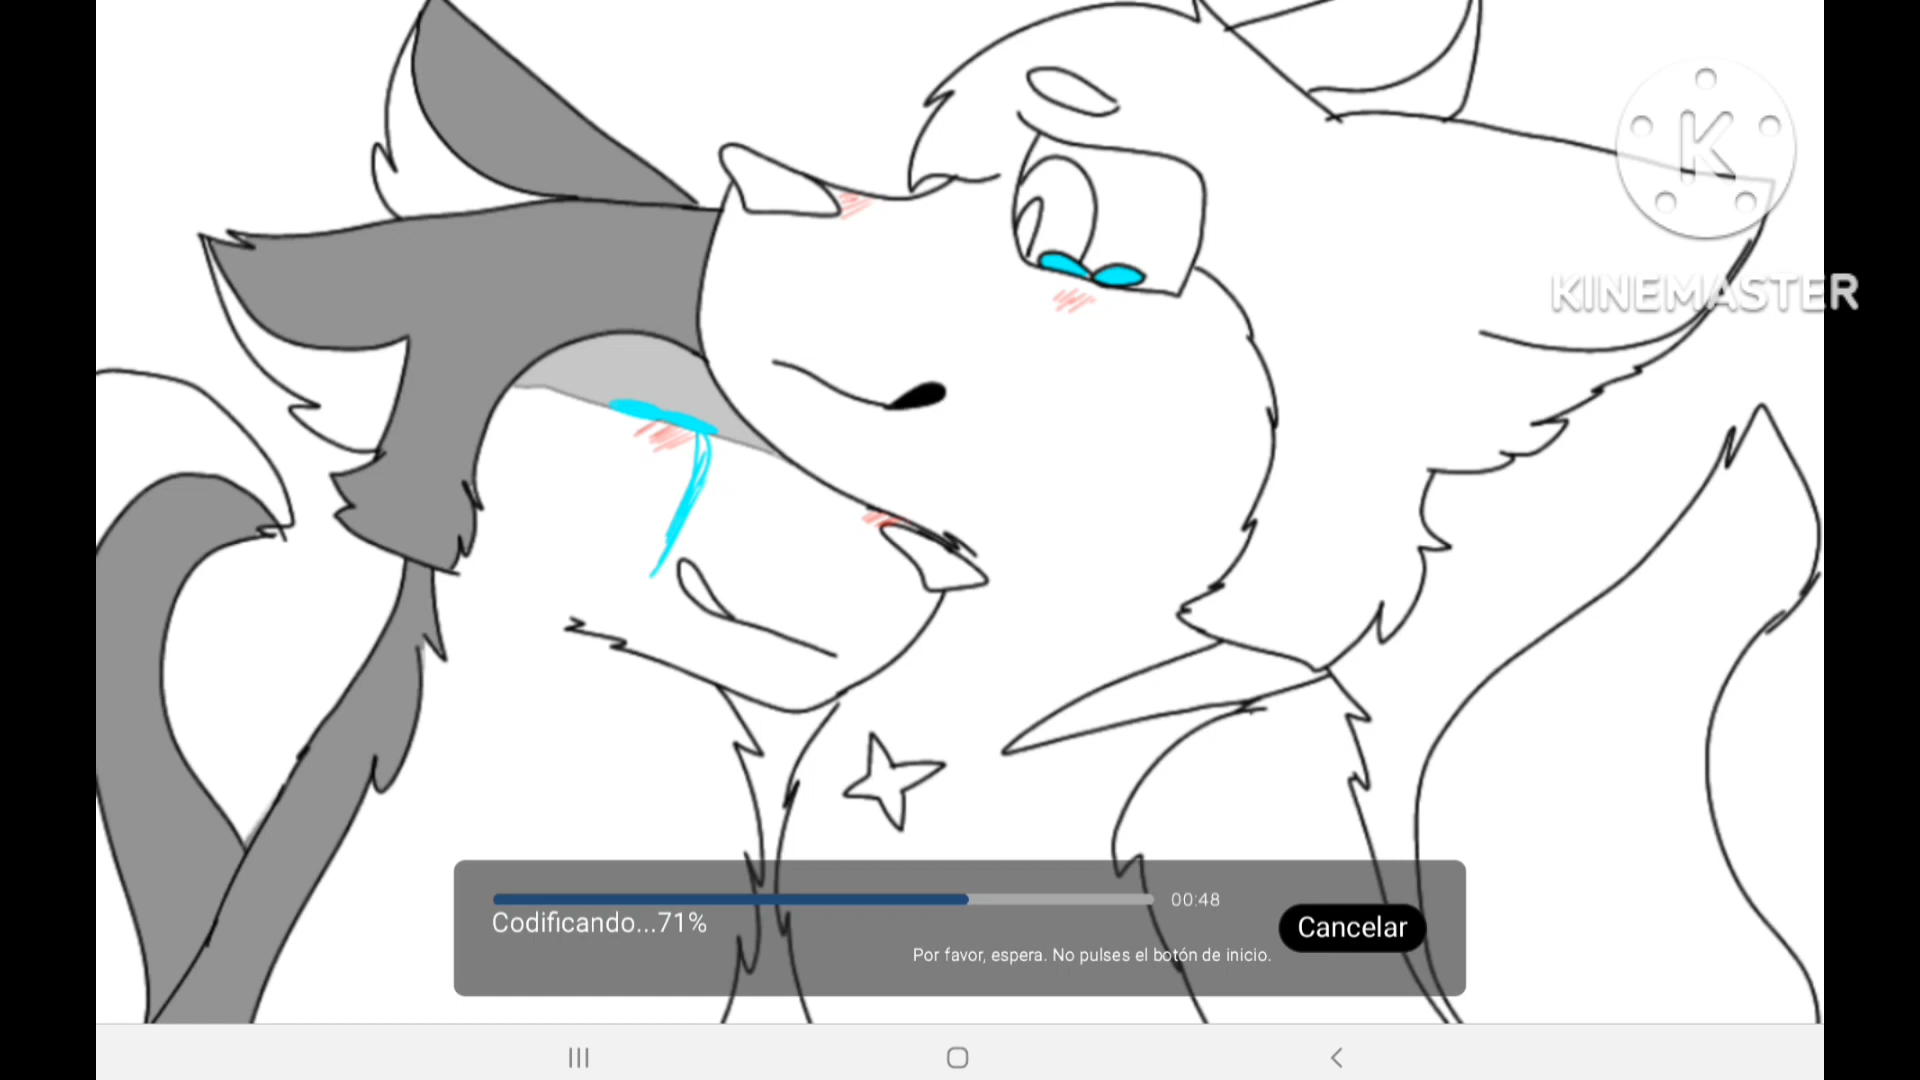 K
KINEMASTER
00:48
Codificando...71%
Cancelar
Por favor, espera. No pulses el botón de inicio.